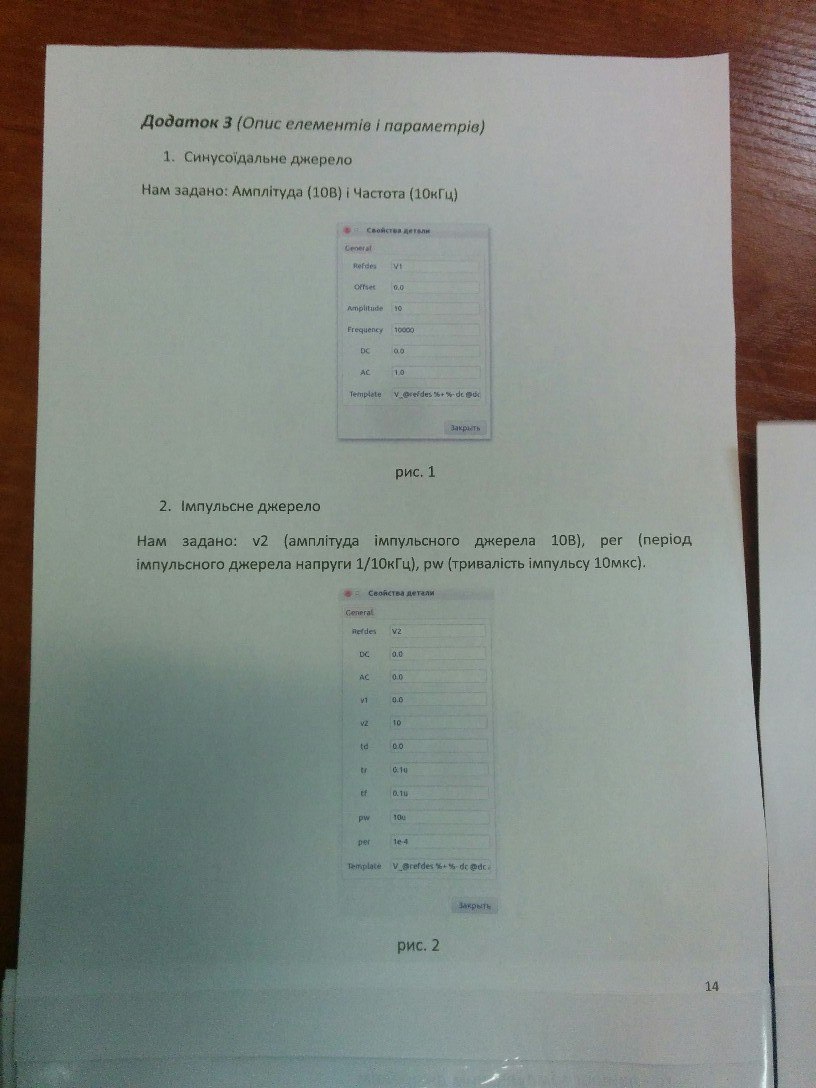 Додаток 3 (Опис елементів і параметрів)
1. Синусоїдальне джерело
Нам задано: Амплітуда (10В) і Частота (10кГц)
Свойства детали
General
Refdes V1
Offset 0.0
Amplitude 10
Frequency 10000
DC 0.0
AC 1.0
Template V_@refdes %+ %- dc @dc
Закрыть
рис. 1
2. Імпульсне джерело
Нам задано: v2 (амплітуда імпульсного джерела 10В), per (період
імпульсного джерела напруги 1/10кГц), pw (тривалість імпульсу 10мкс).
Свойства детали
General
Refdes V2
DC 0.0
AC 0.0
v1 0.0
v2 10
td 0.0
tr 0.1u
tf 0.1u
pw 10u
per 1e-4
Template V_@refdes %+ %- dc @dc
Закрыть
рис. 2
14